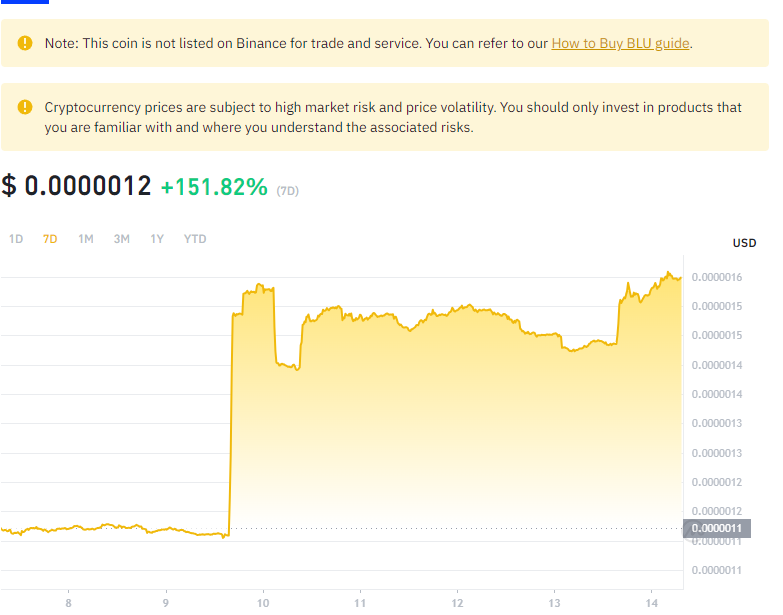 Note: This coin is not listed on Binance for trade and service. You can refer to our How to Buy BLU guide.
Cryptocurrency prices are subject to high market risk and price volatility. You should only invest in products that
you are familiar with and where you understand the associated risks.
$ 0.0000012 +151.82% (7D)
1D 7D 1M 3M 1Y YTD
USD
0.0000016
0.0000015
0.0000015
0.0000014
0.0000014
0.0000013
0.0000013
0.0000012
0.0000012
0.0000011
0.0000011
0.0000011
8 9 10 11 12 13 14